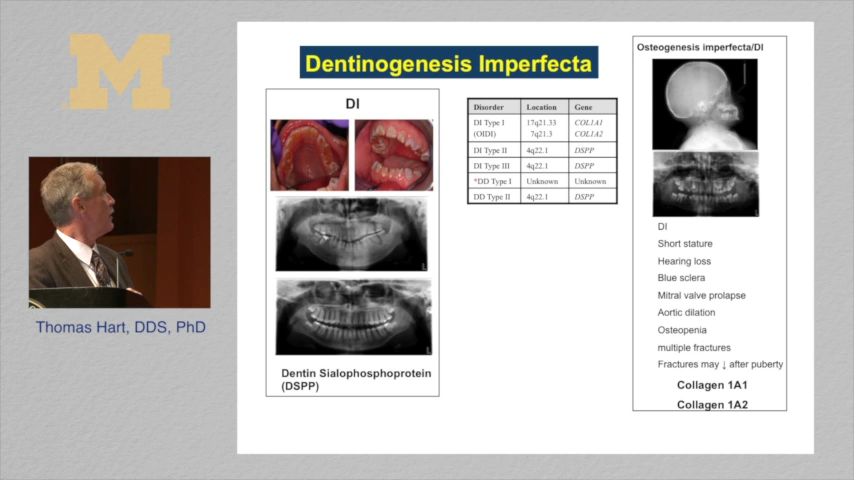 M
Thomas Hart, DDS, PhD
Dentinogenesis Imperfecta
DI
Dentin Sialophosphoprotein
(DSPP)
Disorder Location Gene
DI Type I 17q21.33 COL1A1
(OIDI) 7q21.3 COL1A2
DI Type II 4q22.1 DSPP
DI Type III 4q22.1 DSPP
*DD Type I Unknown Unknown
DD Type II 4q22.1 DSPP
Osteogenesis imperfecta/DI
DI
Short stature
Hearing loss
Blue sclera
Mitral valve prolapse
Aortic dilation
Osteopenia
multiple fractures
Fractures may ↓ after puberty
Collagen 1A1
Collagen 1A2